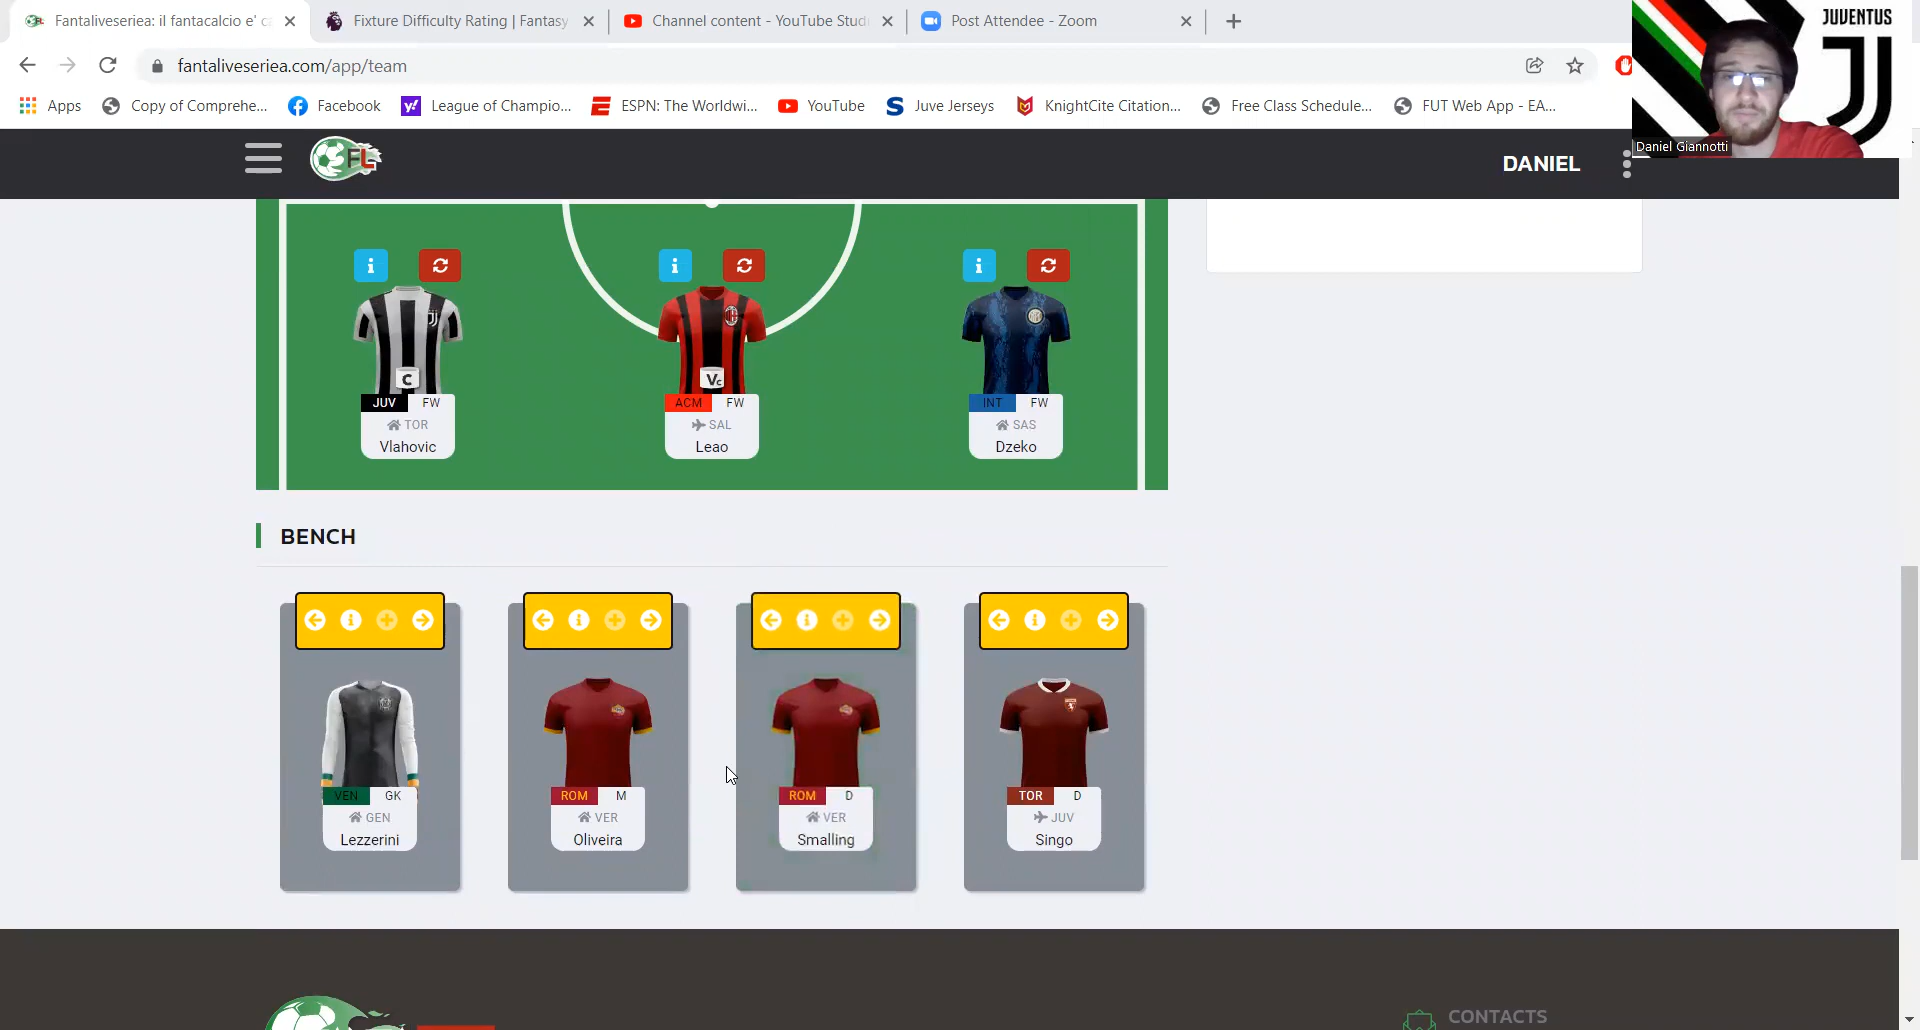 Fantaliveseriea: il fantacalcio e' ca
Fixture Difficulty Rating | Fantasy
Channel content - YouTube Studi
Post Attendee - Zoom
fantaliveseriea.com/app/team
JUVENTUS
Daniel Giannotti
Apps
Copy of Comprehe...
Facebook
League of Champio...
ESPN: The Worldwi...
YouTube
Juve Jerseys
KnightCite Citation...
Free Class Schedule...
FUT Web App - EA...
FL
DANIEL
C
JUV FW
TOR
Vlahovic
Vc
ACM FW
SAL
Leao
INT FW
SAS
Dzeko
BENCH
VEN GK
GEN
Lezzerini
ROM M
VER
Oliveira
ROM D
VER
Smalling
TOR D
JUV
Singo
CONTACTS